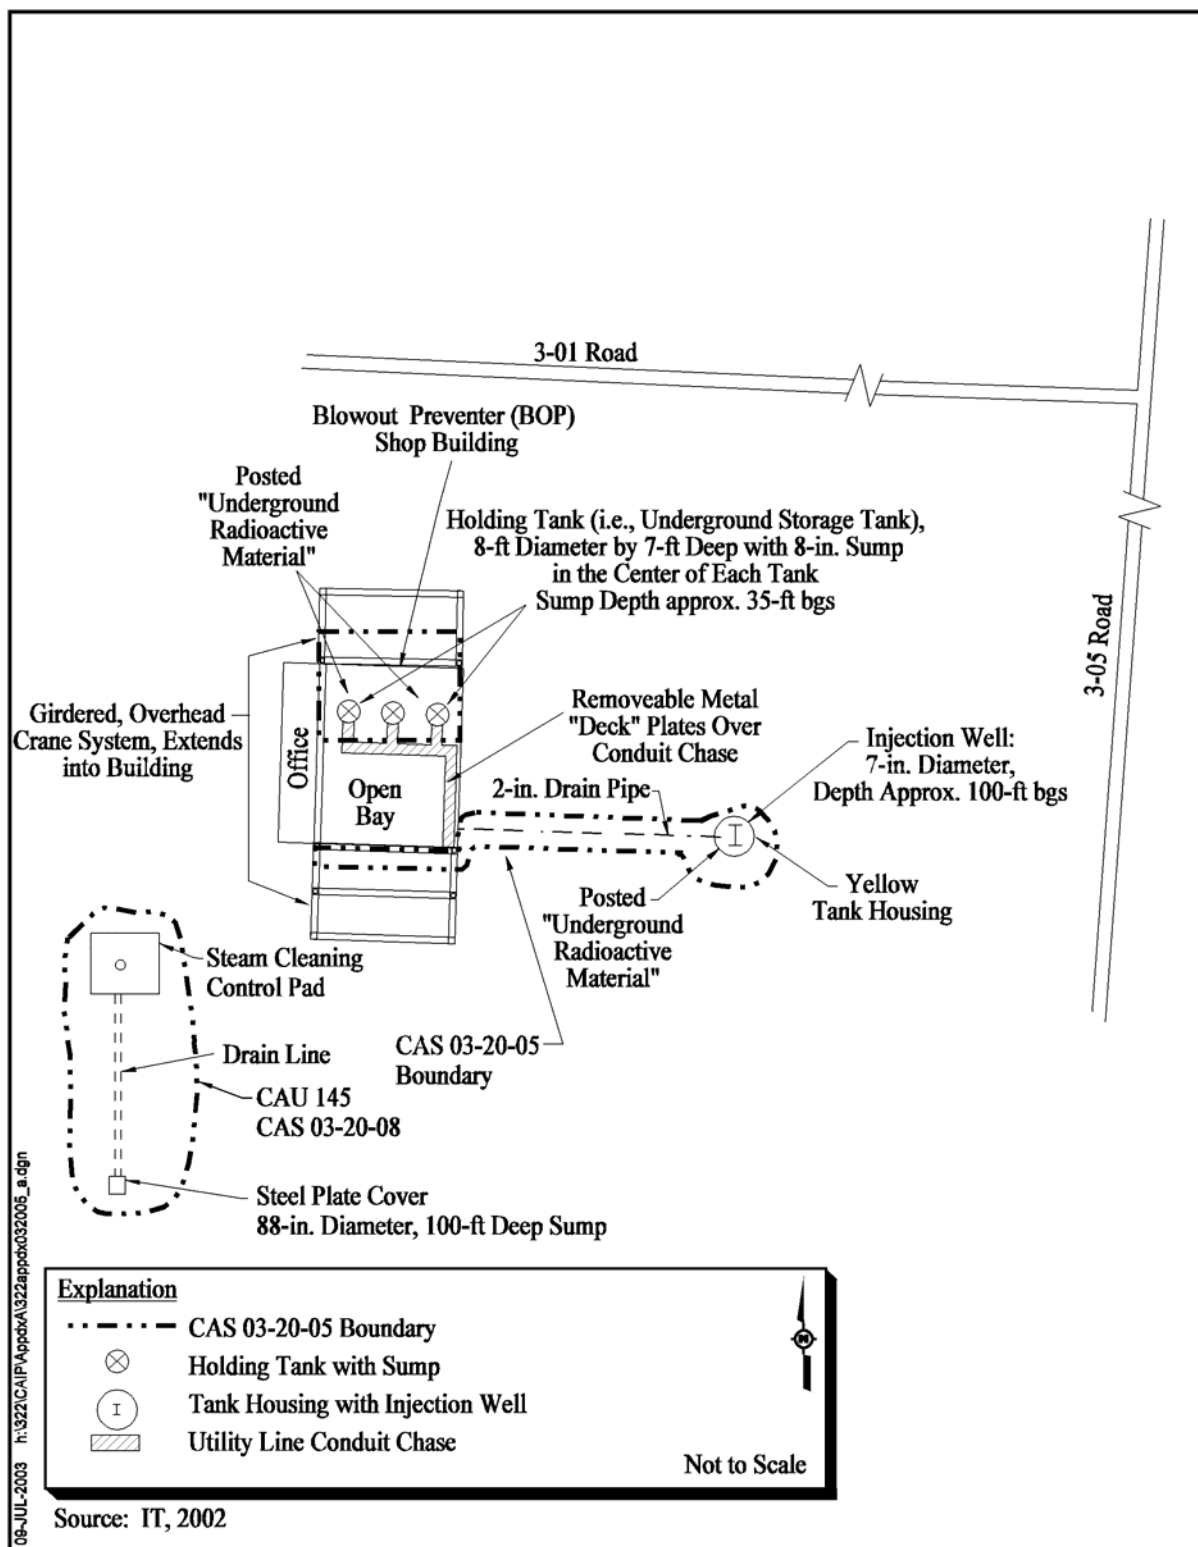 3-01 Road
Blowout Preventer (BOP)
Shop Building
Posted
"Underground
Radioactive
Material"
Holding Tank (i.e., Underground Storage Tank),
8-ft Diameter by 7-ft Deep with 8-in. Sump
in the Center of Each Tank
Sump Depth approx. 35-ft bgs
3-05 Road
Girdered, Overhead
Crane System, Extends
into Building
Office
Open
Bay
Removeable Metal
"Deck" Plates Over
Conduit Chase
2-in. Drain Pipe
Injection Well:
7-in. Diameter,
Depth Approx. 100-ft bgs
I
Yellow
Tank Housing
Posted
"Underground
Radioactive
Material"
Steam Cleaning
Control Pad
CAS 03-20-05
Boundary
Drain Line
CAU 145
CAS 03-20-08
Steel Plate Cover
88-in. Diameter, 100-ft Deep Sump
Explanation
CAS 03-20-05 Boundary
Holding Tank with Sump
I
Tank Housing with Injection Well
Utility Line Conduit Chase
N
Not to Scale
Source: IT, 2002
09-JUL-2003 h:\322\CAIP\AppdxA\322appdx032005_a.dgn